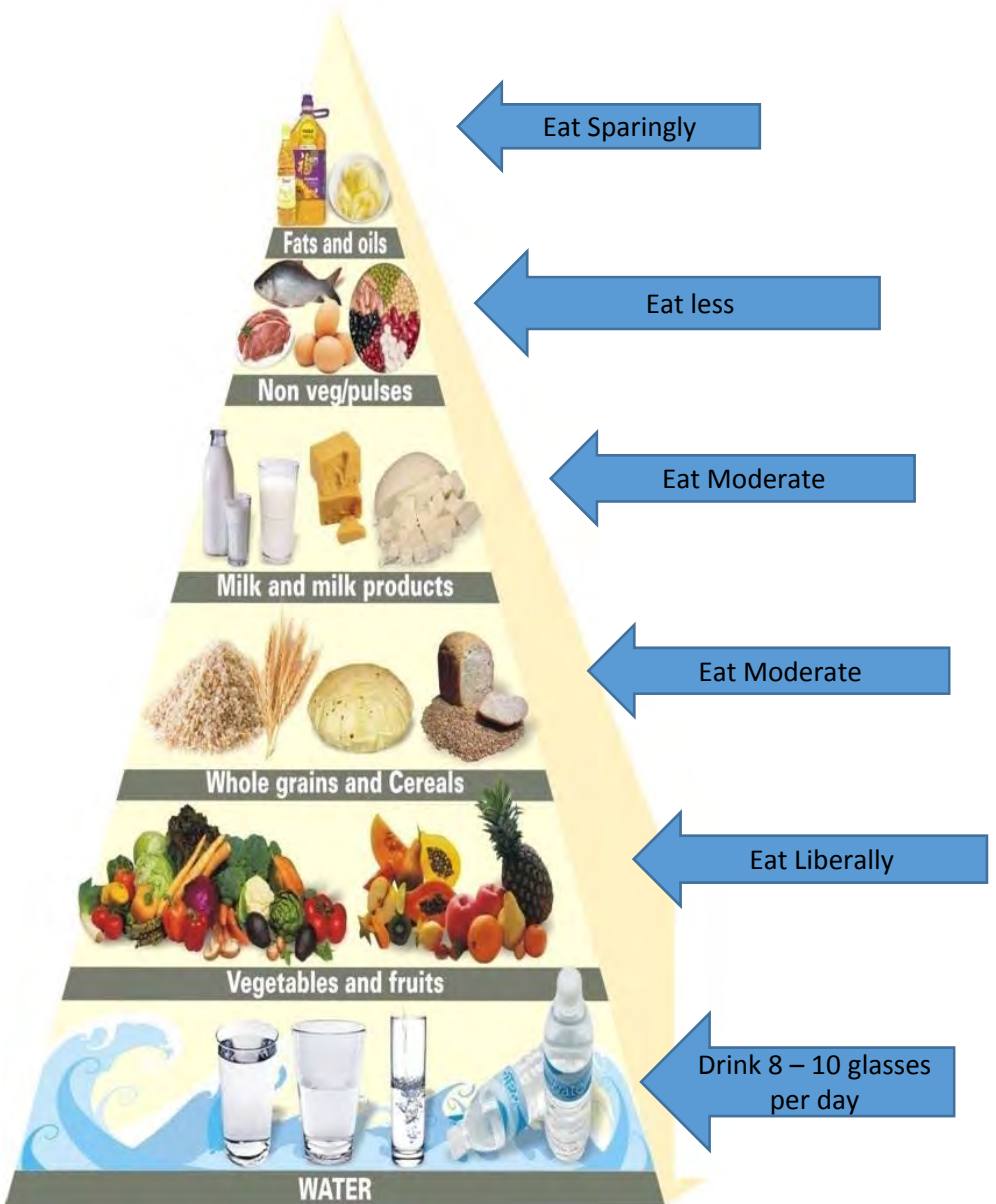 Eat Sparingly
Fats and oils
Eat less
Non veg/pulses
Eat Moderate
Milk and milk products
Eat Moderate
Whole grains and Cereals
Eat Liberally
Vegetables and fruits
Drink 8 – 10 glasses
per day
WATER